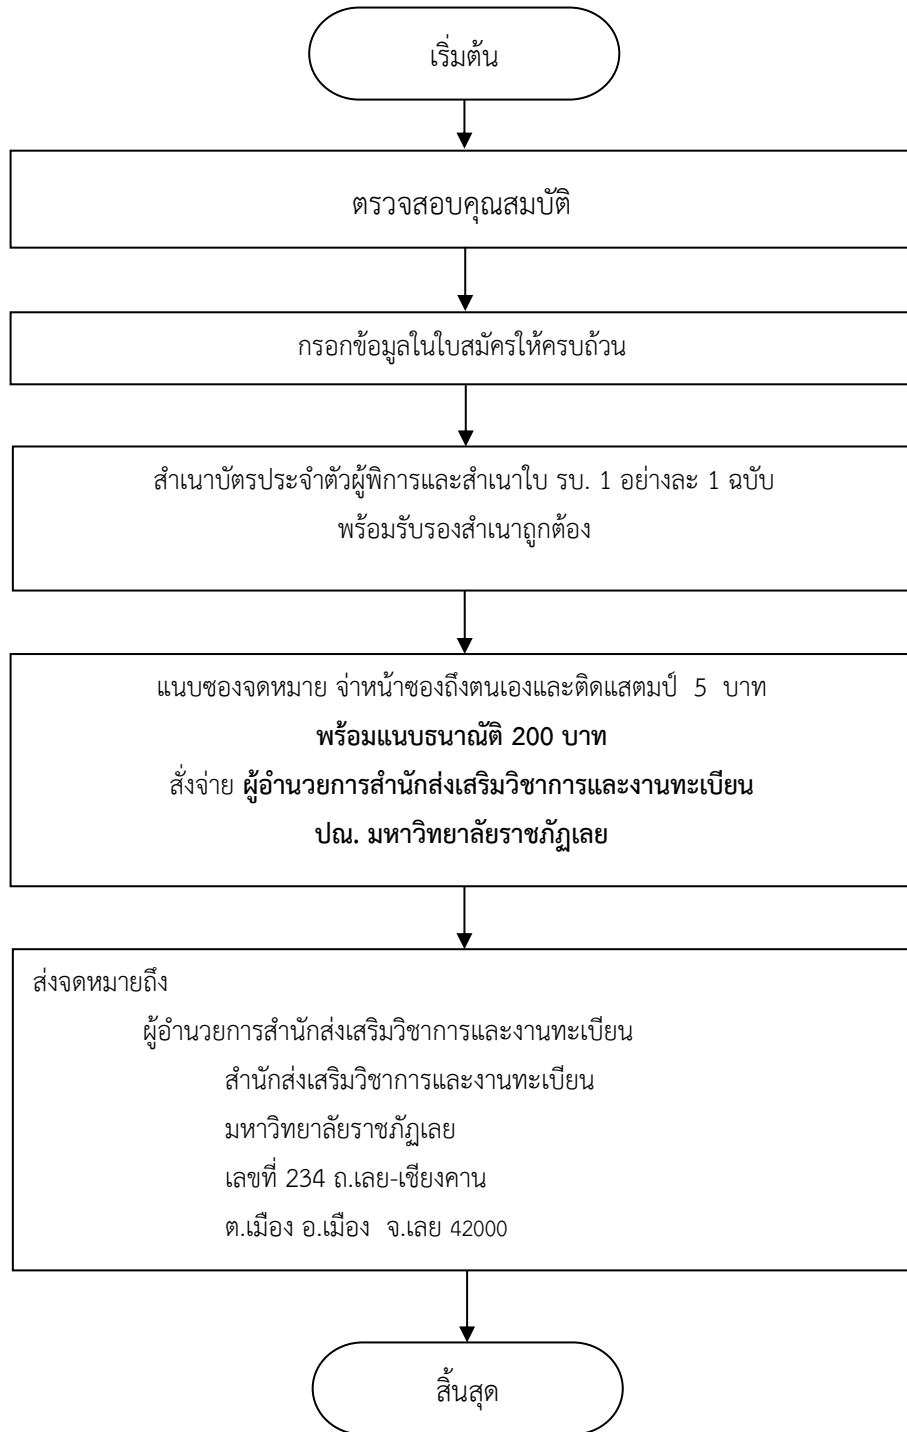 เริ่มต้น
ตรวจสอบคุณสมบัติ
กรอกข้อมูลในใบสมัครให้ครบถ้วน
สำเนาบัตรประจำตัวผู้พิการและสำเนาใบ รบ. 1 อย่างละ 1 ฉบับ
พร้อมรับรองสำเนาถูกต้อง
แนบซองจดหมาย จ่าหน้าซองถึงตนเองและติดแสตมป์ 5 บาท
พร้อมแนบธนาณัติ 200 บาท
สั่งจ่าย ผู้อำนวยการสำนักส่งเสริมวิชาการและงานทะเบียน
ปณ. มหาวิทยาลัยราชภัฏเลย
ส่งจดหมายถึง
ผู้อำนวยการสำนักส่งเสริมวิชาการและงานทะเบียน
สำนักส่งเสริมวิชาการและงานทะเบียน
มหาวิทยาลัยราชภัฏเลย
เลขที่ 234 ถ.เลย-เชียงคาน
ต.เมือง อ.เมือง จ.เลย 42000
สิ้นสุด